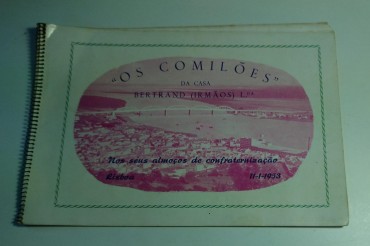 "OS COMILÕES"
DA CASA
BERTRAND (IRMÃOS) L.DA
Nos seus almoços de confraternização
Lisboa 11-1-1953